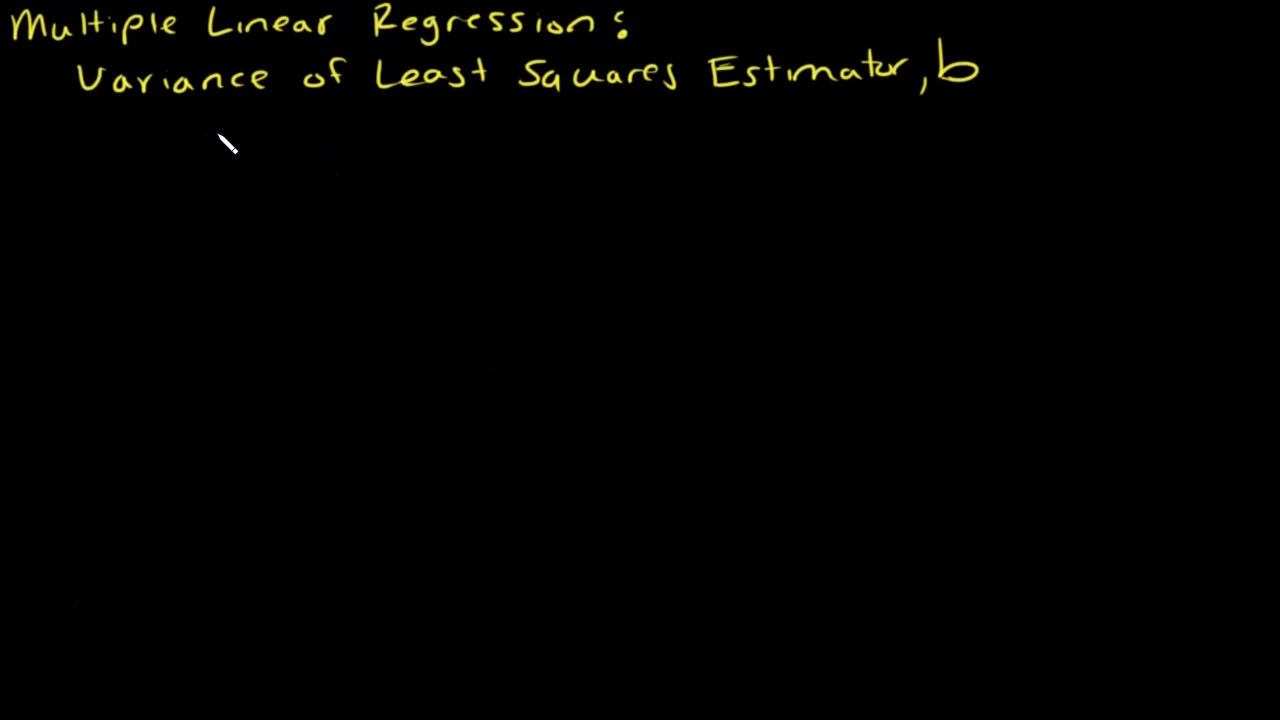 Multiple Linear Regression:
Variance of Least Squares Estimator, b